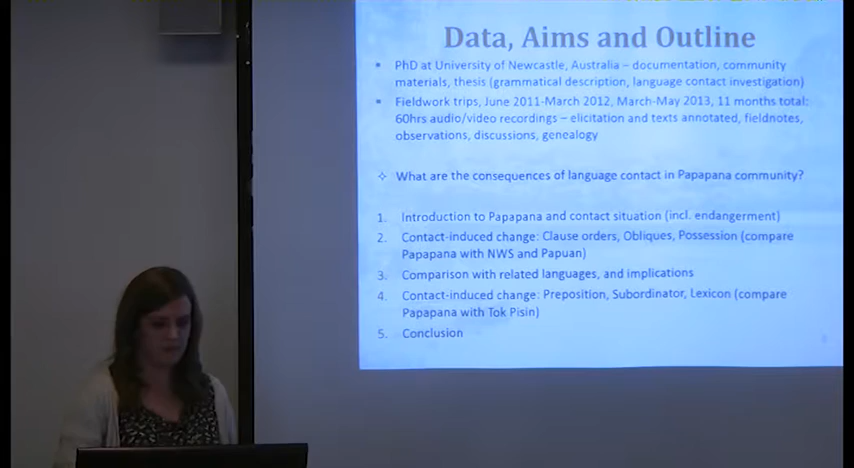 Data, Aims and Outline
▪ PhD at University of Newcastle, Australia – documentation, community
materials, thesis (grammatical description, language contact investigation)
▪ Fieldwork trips, June 2011-March 2012, March-May 2013, 11 months total:
60hrs audio/video recordings – elicitation and texts annotated, fieldnotes,
observations, discussions, genealogy
✧ What are the consequences of language contact in Papapana community?
1. Introduction to Papapana and contact situation (incl. endangerment)
2. Contact-induced change: Clause orders, Obliques, Possession (compare
Papapana with NWS and Papuan)
3. Comparison with related languages, and implications
4. Contact-induced change: Preposition, Subordinator, Lexicon (compare
Papapana with Tok Pisin)
5. Conclusion